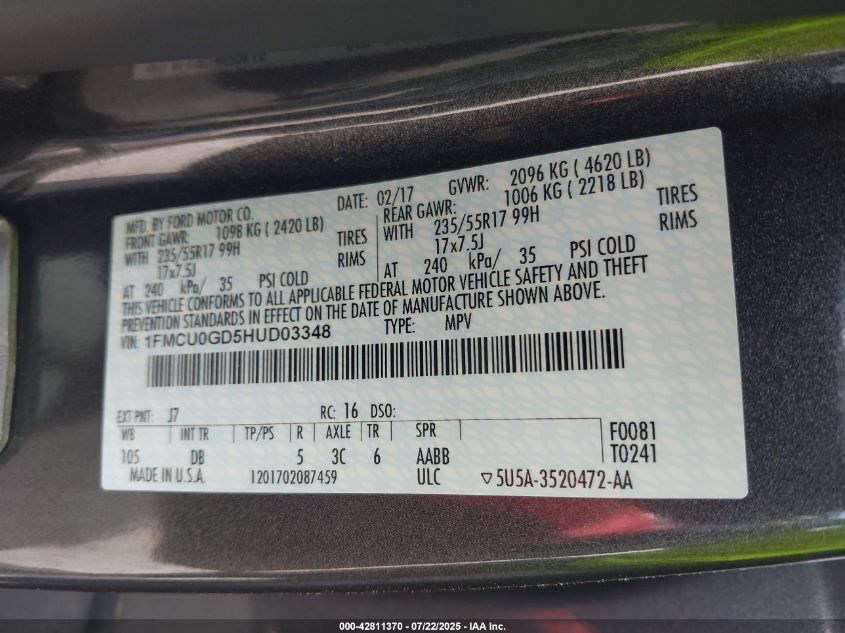 MFD. BY FORD MOTOR CO. DATE: 02/17 GVWR: 2096 KG ( 4620 LB)
FRONT GAWR: 1098 KG ( 2420 LB) REAR GAWR: 1006 KG ( 2218 LB)
WITH 235/55R17 99H TIRES WITH 235/55R17 99H TIRES
17x7.5J RIMS 17x7.5J RIMS
AT 240 kPa/ 35 PSI COLD AT 240 kPa/ 35 PSI COLD
THIS VEHICLE CONFORMS TO ALL APPLICABLE FEDERAL MOTOR VEHICLE SAFETY AND THEFT
PREVENTION STANDARDS IN EFFECT ON THE DATE OF MANUFACTURE SHOWN ABOVE.
VIN: 1FMCU0GD5HUD03348 TYPE: MPV
EXT PNT: J7 RC: 16 DSO:
WB INT TR TP/PS R AXLE TR SPR F0081
105 DB 5 3C 6 AABB T0241
MADE IN U.S.A. 1201702087459 ULC ▽5U5A-3520472-AA
000-42811370 - 07/22/2025 - IAA Inc.